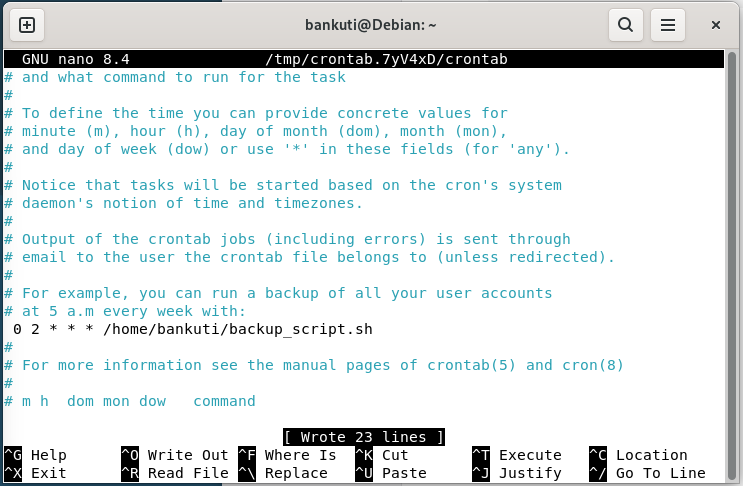 bankuti@Debian: ~
GNU nano 8.4 /tmp/crontab.7yV4xD/crontab
# and what command to run for the task
#
# To define the time you can provide concrete values for
# minute (m), hour (h), day of month (dom), month (mon),
# and day of week (dow) or use '*' in these fields (for 'any').
#
# Notice that tasks will be started based on the cron's system
# daemon's notion of time and timezones.
#
# Output of the crontab jobs (including errors) is sent through
# email to the user the crontab file belongs to (unless redirected).
#
# For example, you can run a backup of all your user accounts
# at 5 a.m every week with:
0 2 * * * /home/bankuti/backup_script.sh
#
# For more information see the manual pages of crontab(5) and cron(8)
#
# m h  dom mon dow   command
[ Wrote 23 lines ]
^G Help ^O Write Out ^F Where Is ^K Cut ^T Execute ^C Location
^X Exit ^R Read File ^\ Replace ^U Paste ^J Justify ^/ Go To Line